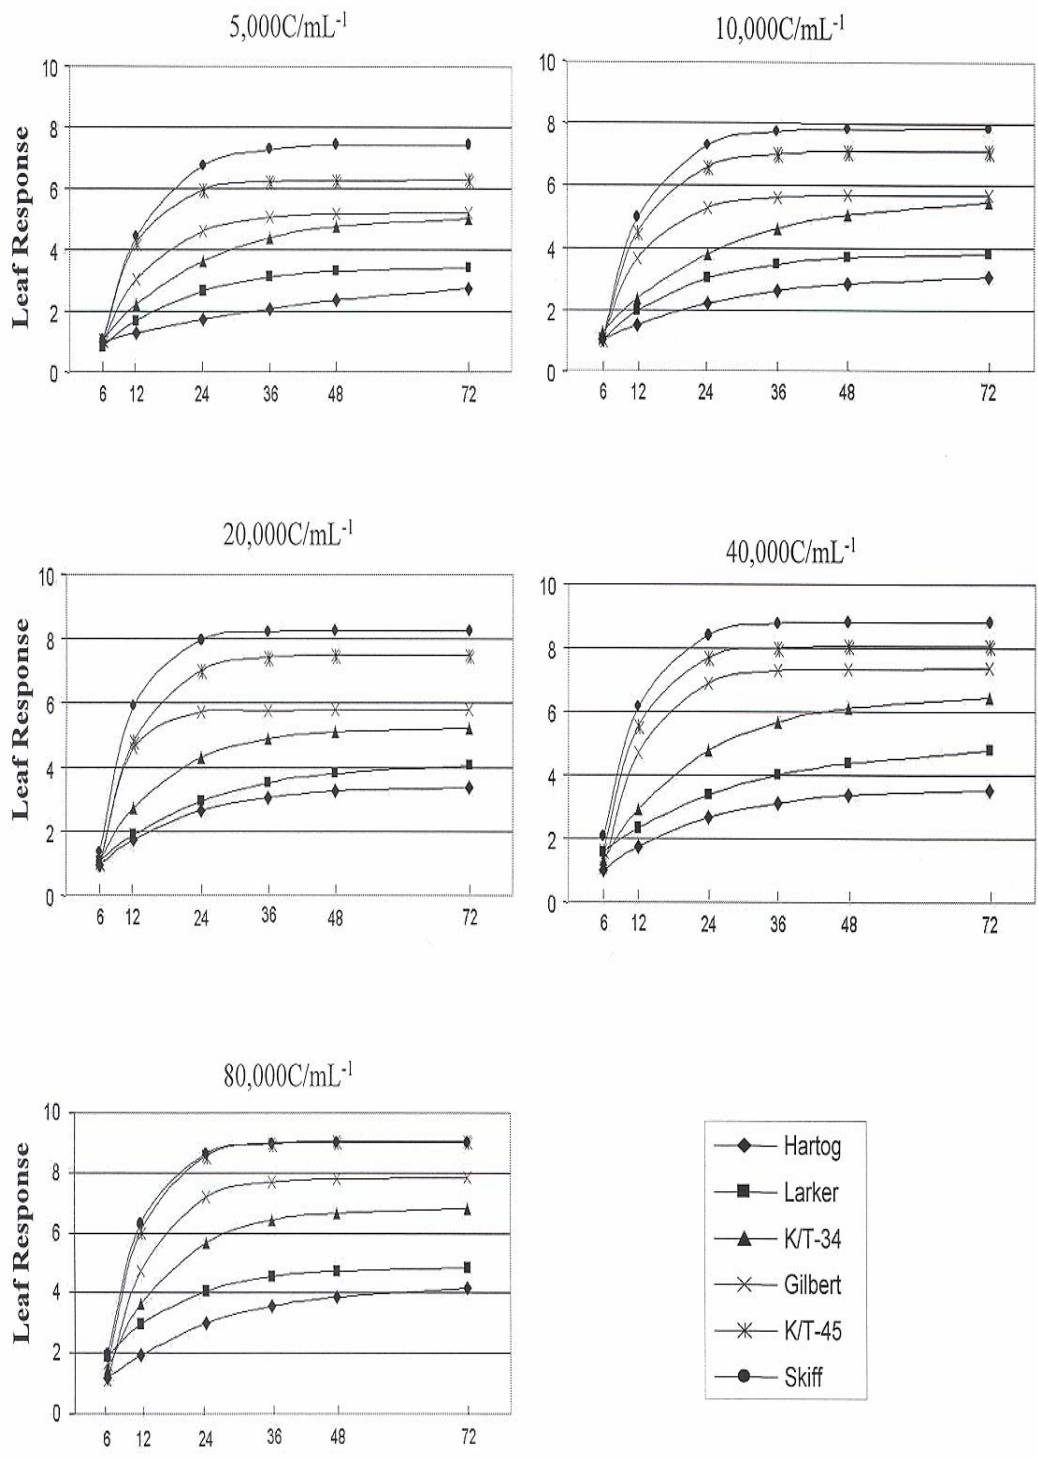 5,000C/mL-1
10
8
6
4
2
0
Leaf Response
6 12 24 36 48 72
10,000C/mL-1
10
8
6
4
2
0
6 12 24 36 48 72
20,000C/mL-1
10
8
6
4
2
0
Leaf Response
6 12 24 36 48 72
40,000C/mL-1
10
8
6
4
2
0
6 12 24 36 48 72
80,000C/mL-1
10
8
6
4
2
0
Leaf Response
6 12 24 36 48 72
Hartog
Larker
K/T-34
Gilbert
K/T-45
Skiff